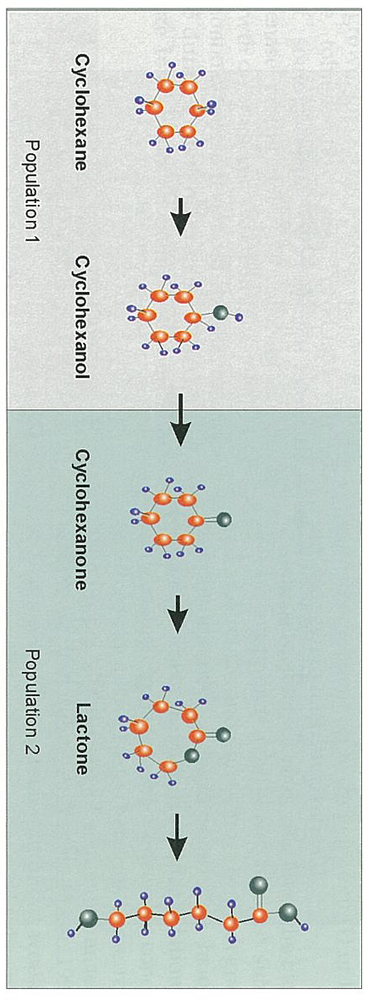 Cyclohexane
Cyclohexanol
Cyclohexanone
Lactone
Population 1
Population 2